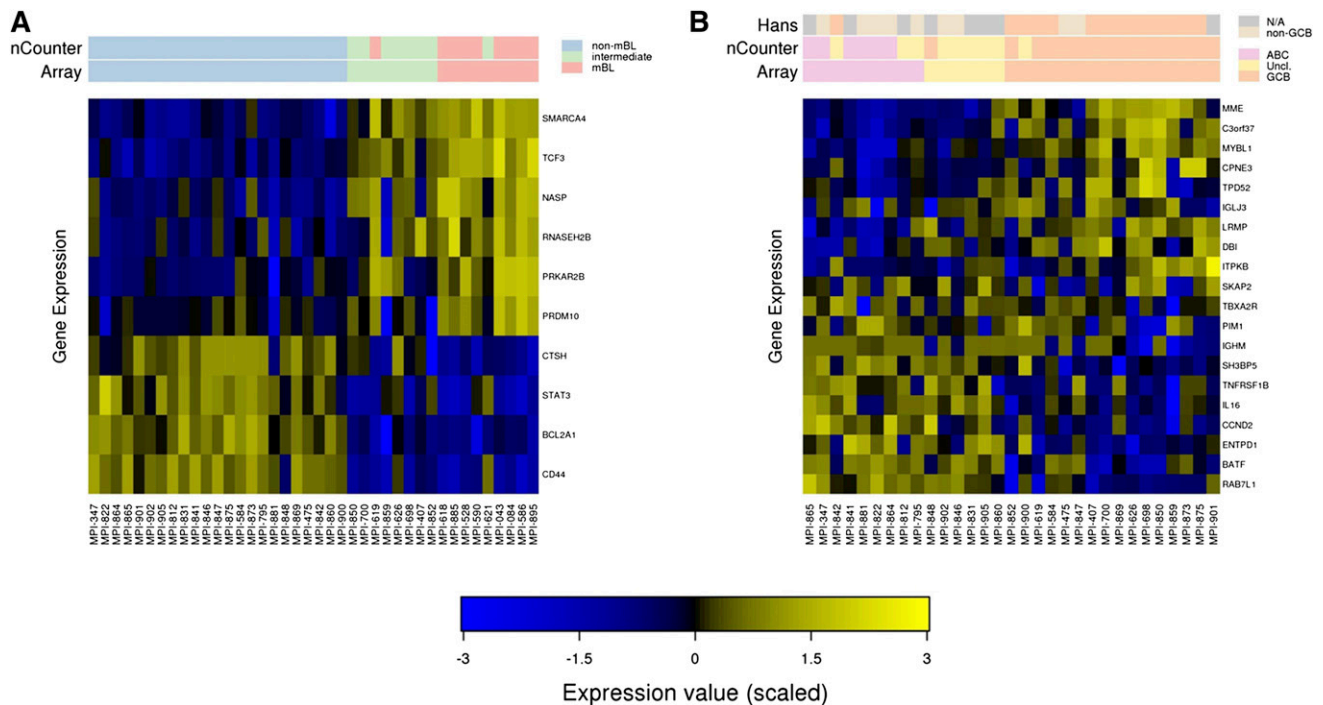 A
nCounter
Array
non-mBL
intermediate
mBL
Gene Expression
SMARCA4
TCF3
NASP
RNASEH2B
PRKAR2B
PRDM10
CTSH
STAT3
BCL2A1
CD44
MPI-347
MPI-822
MPI-864
MPI-865
MPI-901
MPI-902
MPI-905
MPI-812
MPI-831
MPI-841
MPI-846
MPI-847
MPI-875
MPI-584
MPI-873
MPI-795
MPI-881
MPI-848
MPI-869
MPI-475
MPI-842
MPI-860
MPI-900
MPI-850
MPI-700
MPI-619
MPI-859
MPI-626
MPI-698
MPI-407
MPI-852
MPI-618
MPI-885
MPI-528
MPI-590
MPI-621
MPI-043
MPI-084
MPI-586
MPI-895
B
Hans
nCounter
Array
N/A
non-GCB
ABC
Uncl.
GCB
Gene Expression
MME
C3orf37
MYBL1
CPNE3
TPD52
IGLJ3
LRMP
DBI
ITPKB
SKAP2
TBXA2R
PIM1
IGHM
SH3BP5
TNFRSF1B
IL16
CCND2
ENTPD1
BATF
RAB7L1
MPI-865
MPI-347
MPI-842
MPI-841
MPI-881
MPI-822
MPI-864
MPI-812
MPI-795
MPI-848
MPI-902
MPI-846
MPI-831
MPI-905
MPI-860
MPI-852
MPI-900
MPI-619
MPI-584
MPI-475
MPI-847
MPI-407
MPI-700
MPI-869
MPI-626
MPI-698
MPI-850
MPI-859
MPI-873
MPI-875
MPI-901
-3
-1.5
0
1.5
3
Expression value (scaled)